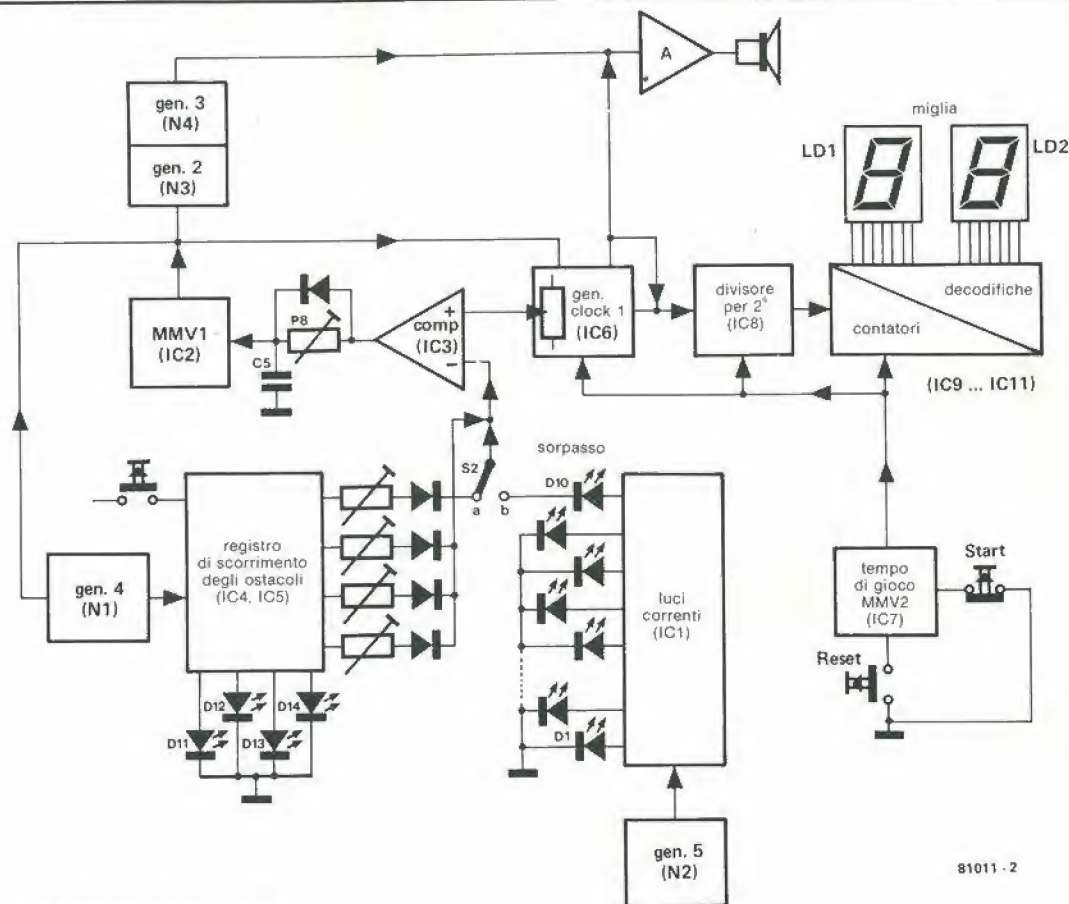 A
gen. 3
(N4)
miglia
LD1
LD2
gen. 2
(N3)
MMV1
(IC2)
P8
C5
+
comp
(IC3)
−
gen.
clock 1
(IC6)
divisore
per 2⁹
(IC8)
decodifiche
contatori
(IC9 ... IC11)
sorpasso
S2
a
b
D10
registro
di scorrimento
degli ostacoli
(IC4, IC5)
gen. 4
(N1)
luci
correnti
(IC1)
tempo
di gioco
MMV2
(IC7)
Start
Reset
D12
D14
D11
D13
D1
gen. 5
(N2)
81011 - 2